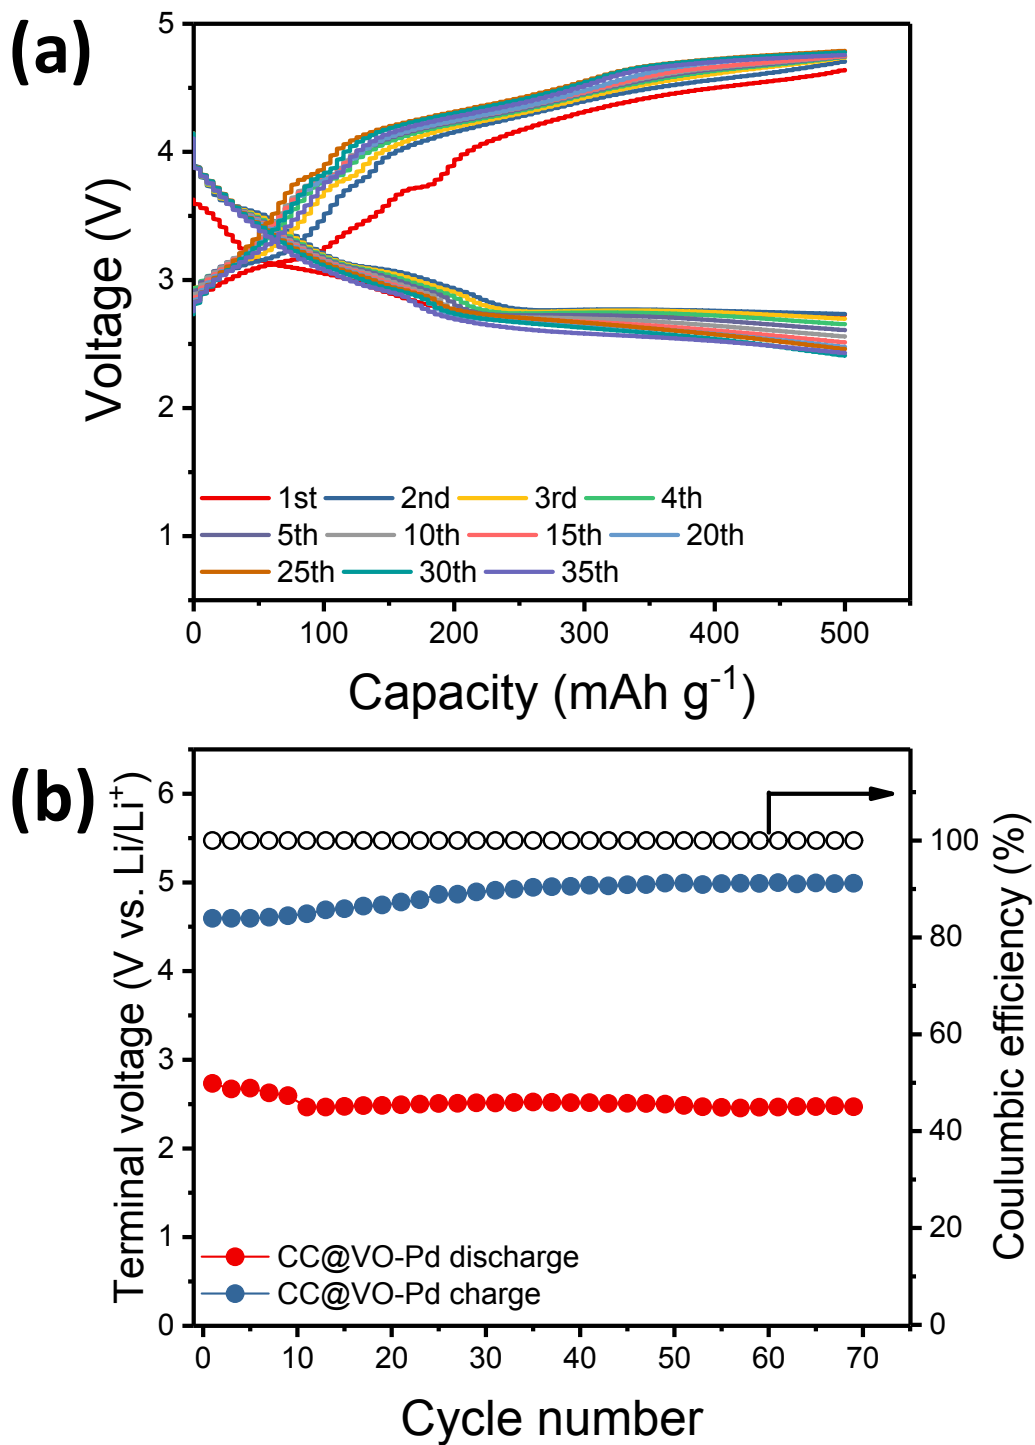 (a)
5
4
3
2
1
Voltage (V)
1st 2nd 3rd 4th
5th 10th 15th 20th
25th 30th 35th
0 100 200 300 400 500
Capacity (mAh g⁻¹)
(b)
6
5
4
3
2
1
0
Terminal voltage (V vs. Li/Li⁺)
100
80
60
40
20
0
Coulumbic efficiency (%)
CC@VO-Pd discharge
CC@VO-Pd charge
0 10 20 30 40 50 60 70
Cycle number